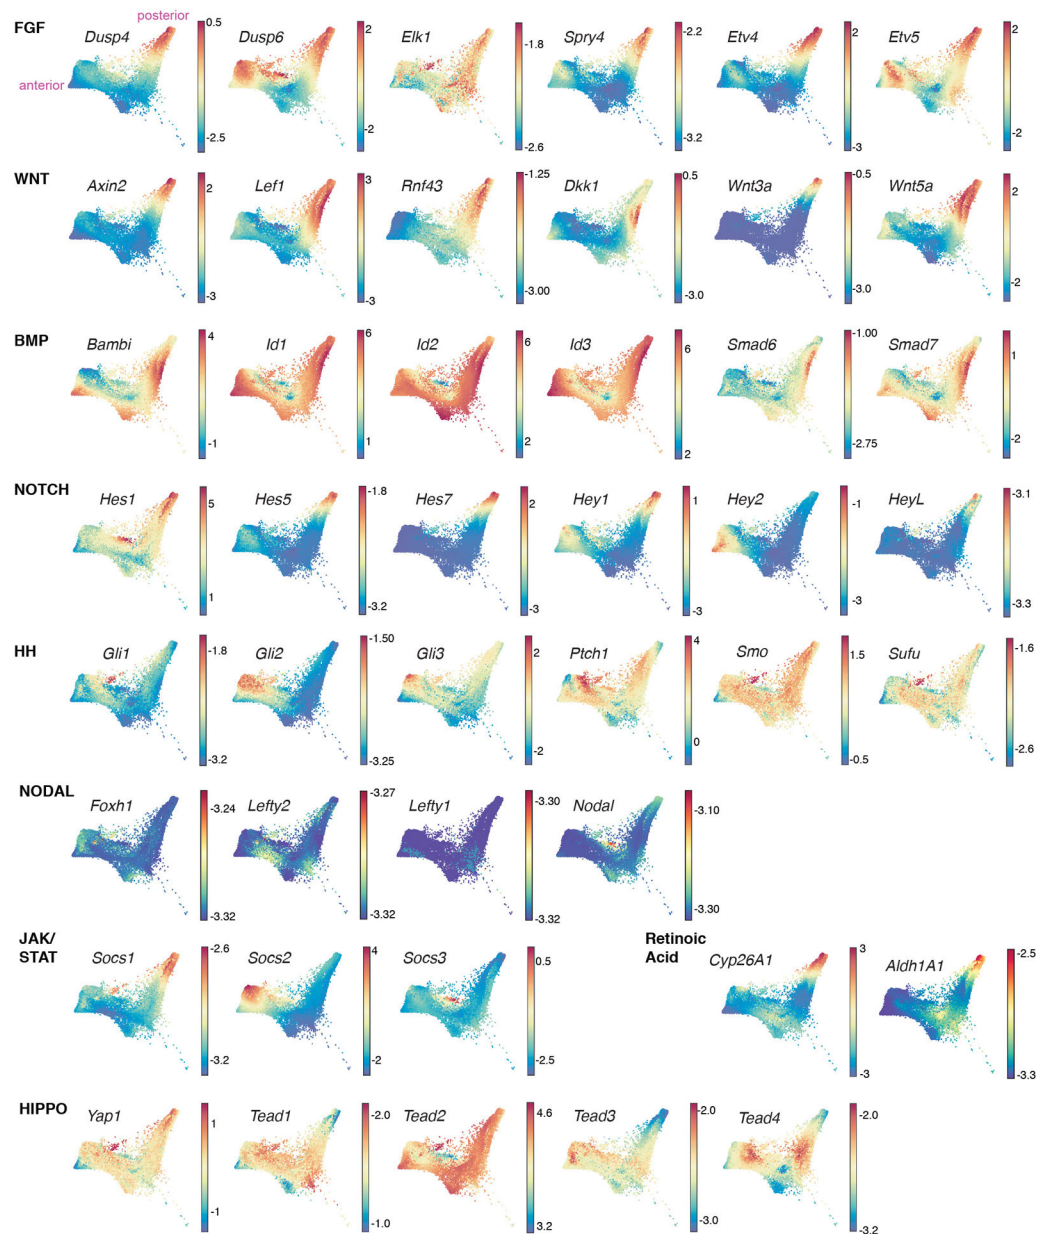 FGF
posterior
anterior
Dusp4 Dusp6 Elk1 Spry4 Etv4 Etv5
0.5 2 -1.8 -2.2 2 2
-2.5 -2 -2.6 -3.2 -3 -2
WNT
Axin2 Lef1 Rnf43 Dkk1 Wnt3a Wnt5a
2 3 -1.25 0.5 -0.5 2
-3 -3 -3.00 -3.0 -3.0 -2
BMP
Bambi Id1 Id2 Id3 Smad6 Smad7
4 6 6 6 -1.00 1
-1 1 2 2 -2.75 -2
NOTCH
Hes1 Hes5 Hes7 Hey1 Hey2 HeyL
5 -1.8 2 1 -1 -3.1
1 -3.2 -3 -3 -3 -3.3
HH
Gli1 Gli2 Gli3 Ptch1 Smo Sufu
-1.8 -1.50 2 4 1.5 -1.6
-3.2 -3.25 -2 0 -0.5 -2.6
NODAL
Foxh1 Lefty2 Lefty1 Nodal
-3.24 -3.27 -3.30 -3.10
-3.32 -3.32 -3.32 -3.30
JAK/
STAT
Socs1 Socs2 Socs3
-2.6 4 0.5
-3.2 -2 -2.5
Retinoic
Acid
Cyp26A1 Aldh1A1
3 -2.5
-3 -3.3
HIPPO
Yap1 Tead1 Tead2 Tead3 Tead4
1 -2.0 4.6 -2.0 -2.0
-1 -1.0 3.2 -3.0 -3.2